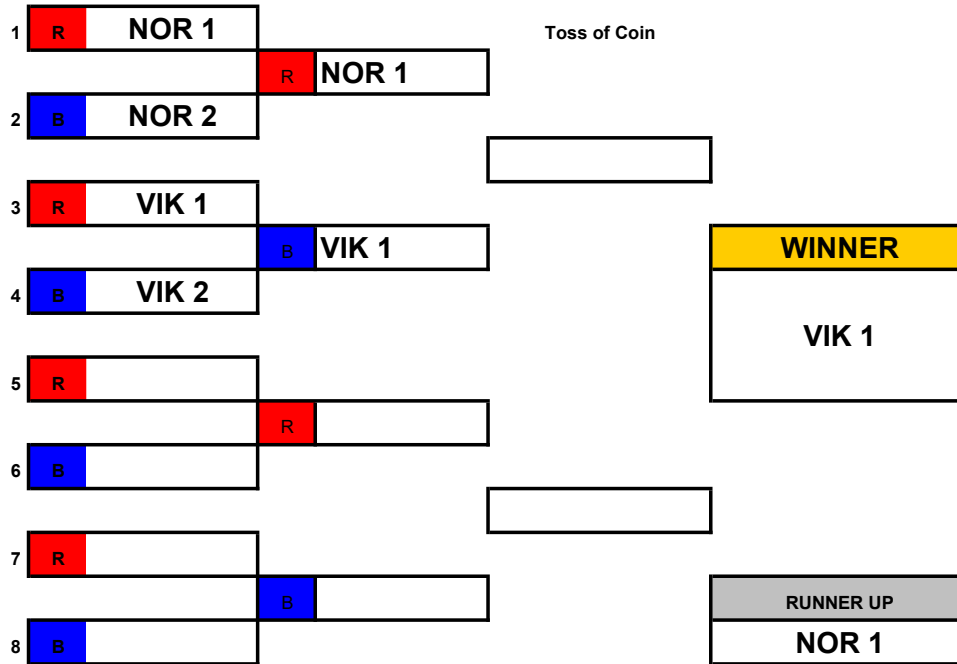 1 R NOR 1 Toss of Coin
R NOR 1
2 B NOR 2
3 R VIK 1
B VIK 1 WINNER
4 B VIK 2
VIK 1
5 R
R
6 B
7 R
B RUNNER UP
8 B NOR 1